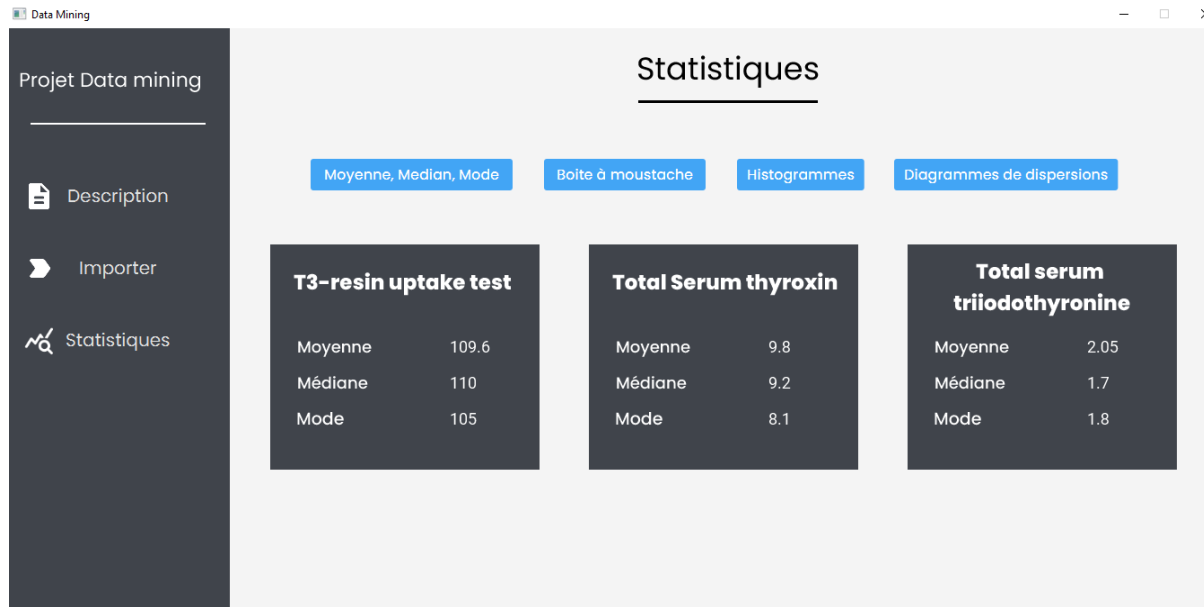 Data Mining
Projet Data mining
Description
Importer
Statistiques
Statistiques
Moyenne, Median, Mode
Boite à moustache
Histogrammes
Diagrammes de dispersions
T3-resin uptake test
Moyenne 109.6
Médiane 110
Mode 105
Total Serum thyroxin
Moyenne 9.8
Médiane 9.2
Mode 8.1
Total serum
triiodothyronine
Moyenne 2.05
Médiane 1.7
Mode 1.8